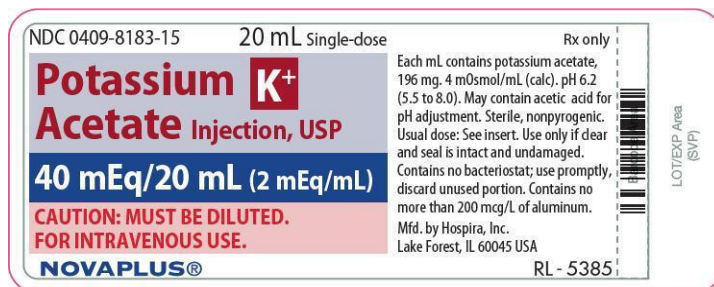 NDC 0409-8183-15 20 mL Single-dose Rx only
Potassium K+
Acetate Injection, USP
40 mEq/20 mL (2 mEq/mL)
CAUTION: MUST BE DILUTED.
FOR INTRAVENOUS USE.
NOVAPLUS®
Each mL contains potassium acetate,
196 mg. 4 mOsmol/mL (calc). pH 6.2
(5.5 to 8.0). May contain acetic acid for
pH adjustment. Sterile, nonpyrogenic.
Usual dose: See insert. Use only if clear
and seal is intact and undamaged.
Contains no bacteriostat; use promptly,
discard unused portion. Contains no
more than 200 mcg/L of aluminum.
Mfd. by Hospira, Inc.
Lake Forest, IL 60045 USA
RL - 5385
LOT/EXP Area
(SVP)